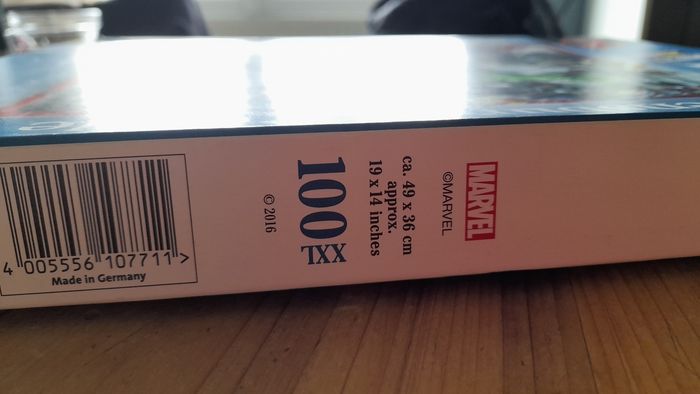 4 005556 107711 >
Made in Germany
© 2016
100
XXL
ca. 49 x 36 cm
approx.
19 x 14 inches
©MARVEL
MARVEL